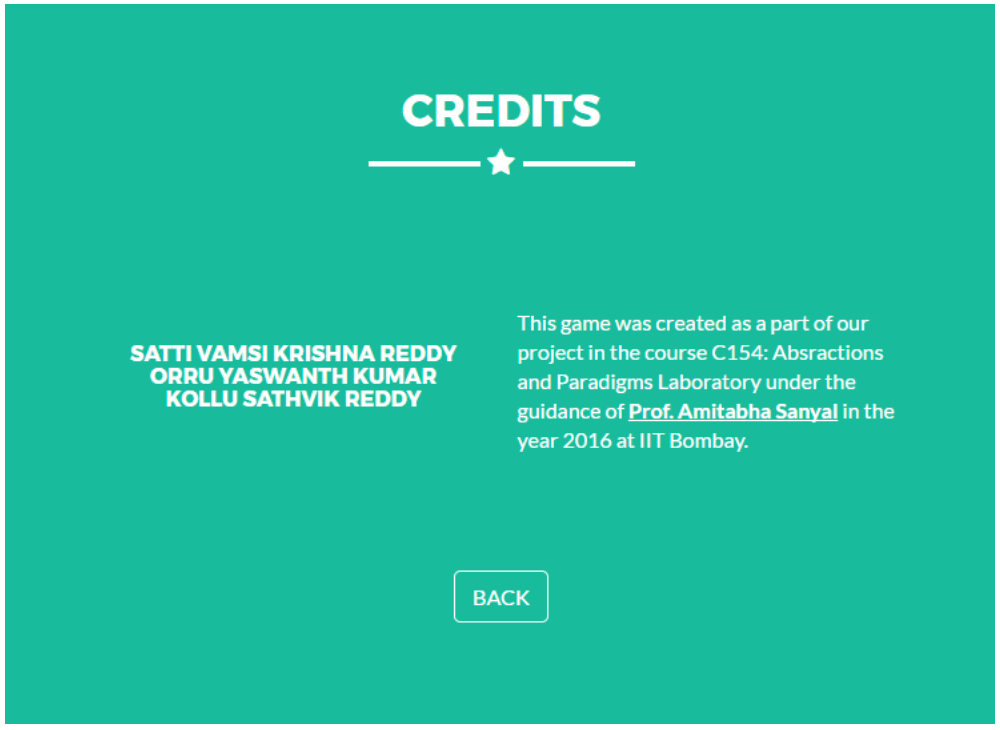 CREDITS
SATTI VAMSI KRISHNA REDDY
ORRU YASWANTH KUMAR
KOLLU SATHVIK REDDY
This game was created as a part of our
project in the course C154: Absractions
and Paradigms Laboratory under the
guidance of Prof. Amitabha Sanyal in the
year 2016 at IIT Bombay.
BACK